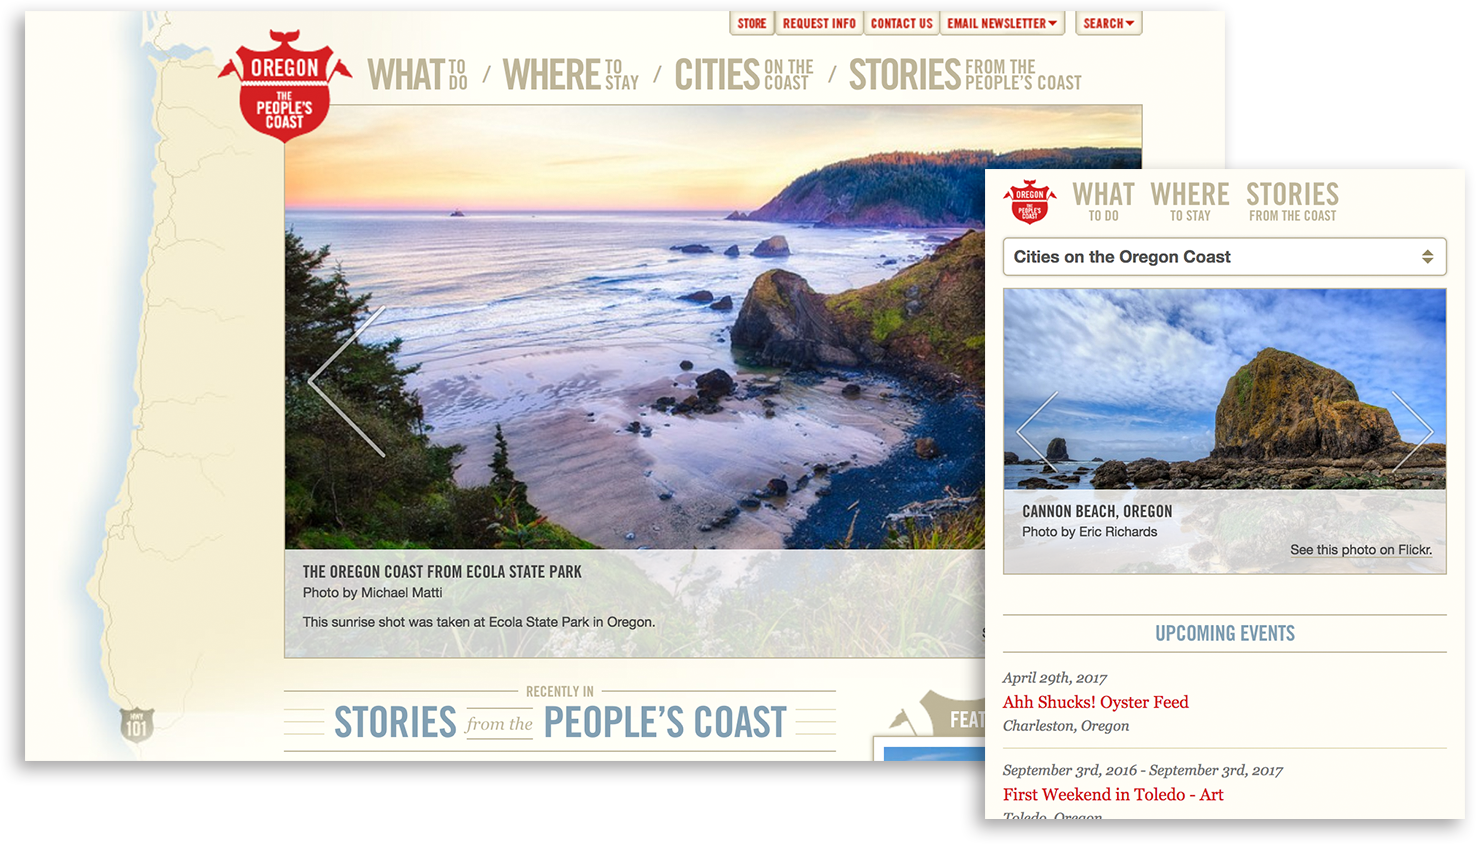 STORE
REQUEST INFO
CONTACT US
EMAIL NEWSLETTER
SEARCH
OREGON
THE
PEOPLE'S
COAST
WHAT TO DO / WHERE TO STAY / CITIES ON THE COAST / STORIES FROM THE PEOPLE'S COAST
THE OREGON COAST FROM ECOLA STATE PARK
Photo by Michael Matti
This sunrise shot was taken at Ecola State Park in Oregon.
RECENTLY IN
STORIES from the PEOPLE'S COAST
HWY
101
OREGON
THE
PEOPLE'S
COAST
WHAT
TO DO
WHERE
TO STAY
STORIES
FROM THE COAST
Cities on the Oregon Coast
CANNON BEACH, OREGON
Photo by Eric Richards
See this photo on Flickr.
UPCOMING EVENTS
April 29th, 2017
Ahh Shucks! Oyster Feed
Charleston, Oregon
September 3rd, 2016 - September 3rd, 2017
First Weekend in Toledo - Art
Toledo, Oregon